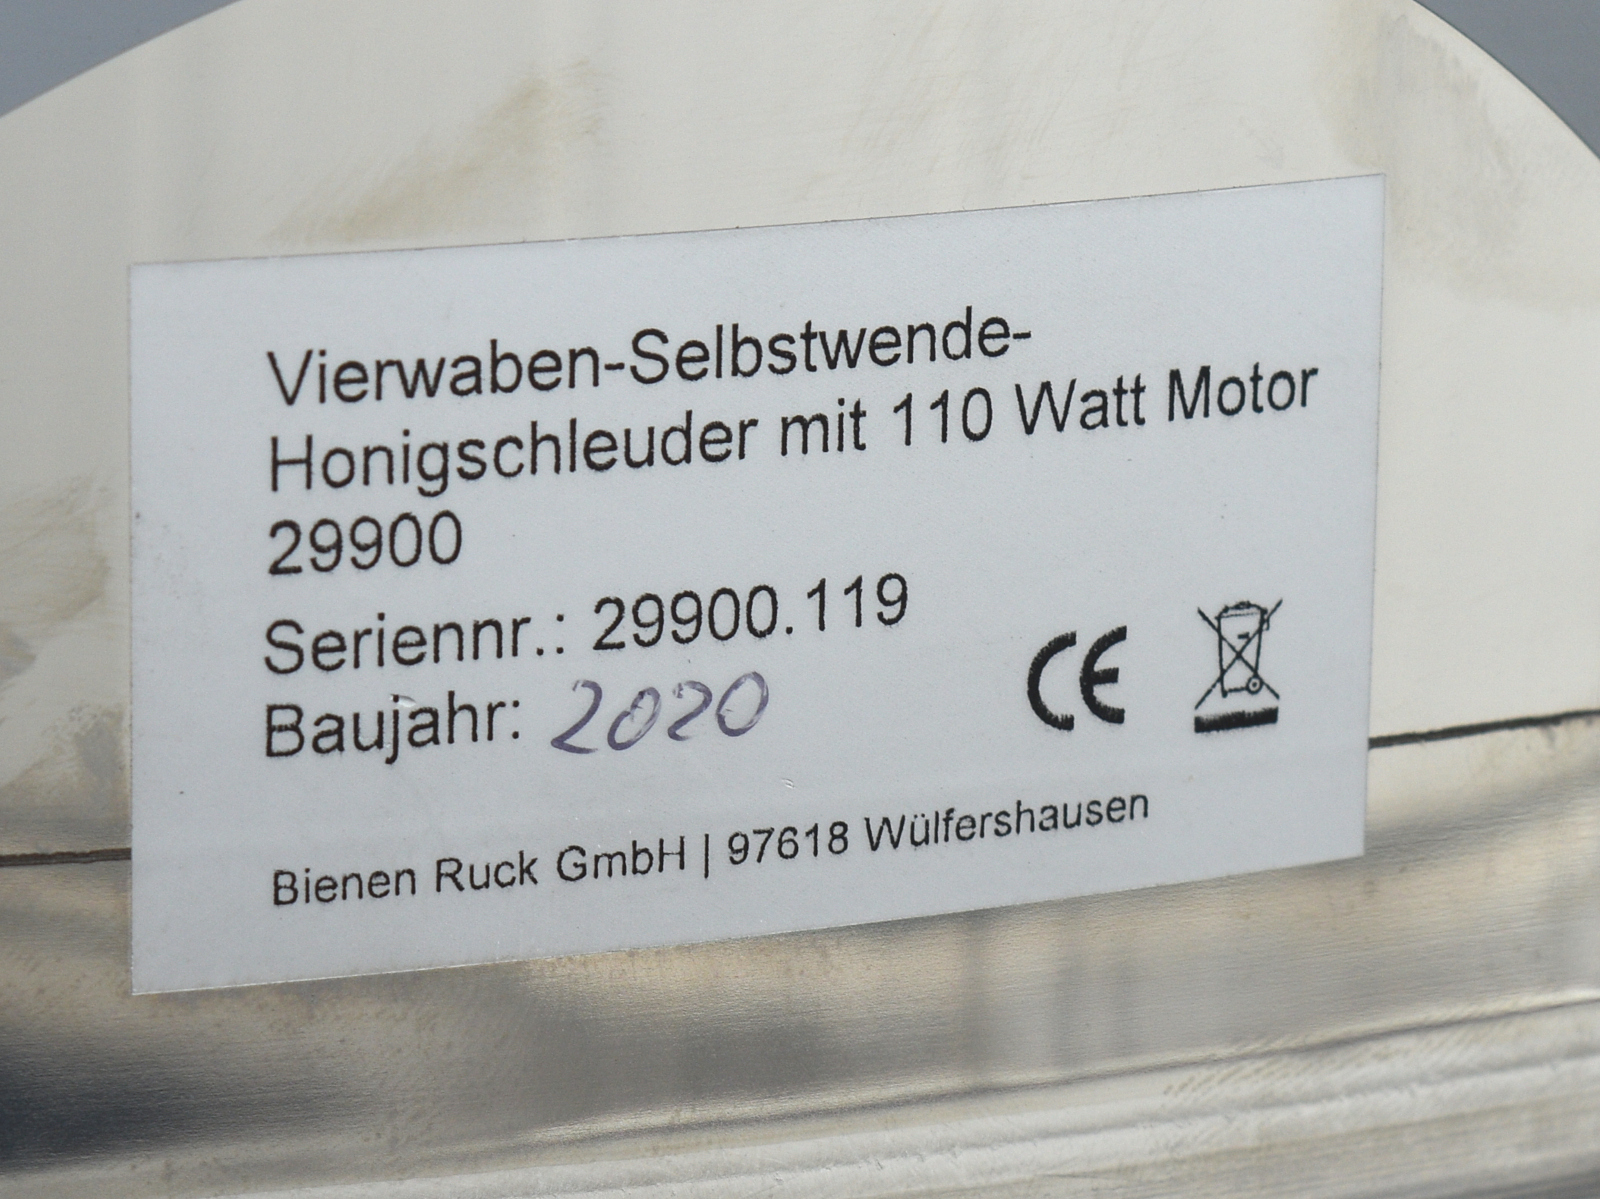 Vierwaben-Selbstwende-
Honigschleuder mit 110 Watt Motor
29900
Seriennr.: 29900.119
Baujahr: 2020
CE
Bienen Ruck GmbH | 97618 Wülfershausen